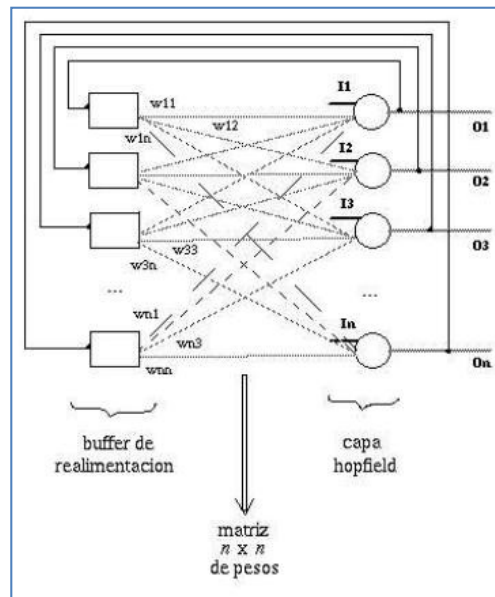 w11
I1
w12
O1
w1n
I2
O2
I3
w33
O3
w3n
...
...
wn1
In
wn3
wnn
On
buffer de
realimentacion
capa
hopfield
matriz
n x n
de pesos